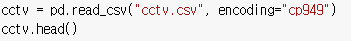 cctv = pd.read_csv("cctv.csv", encoding="cp949")
cctv.head()